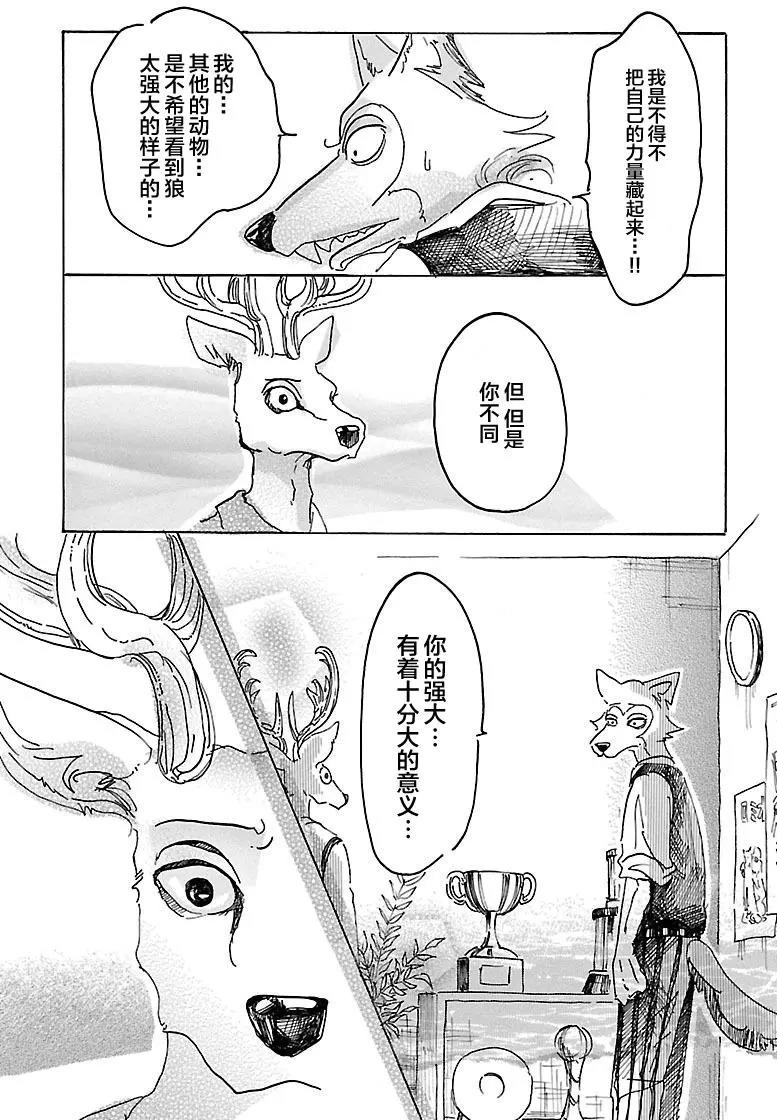 我是不得不
把自己的力量藏起来…!!
我的…
其他的动物…
是不希望看到狼
太强大的样子的…
但 但是
你不同
你的强大…
有着十分大的意义…